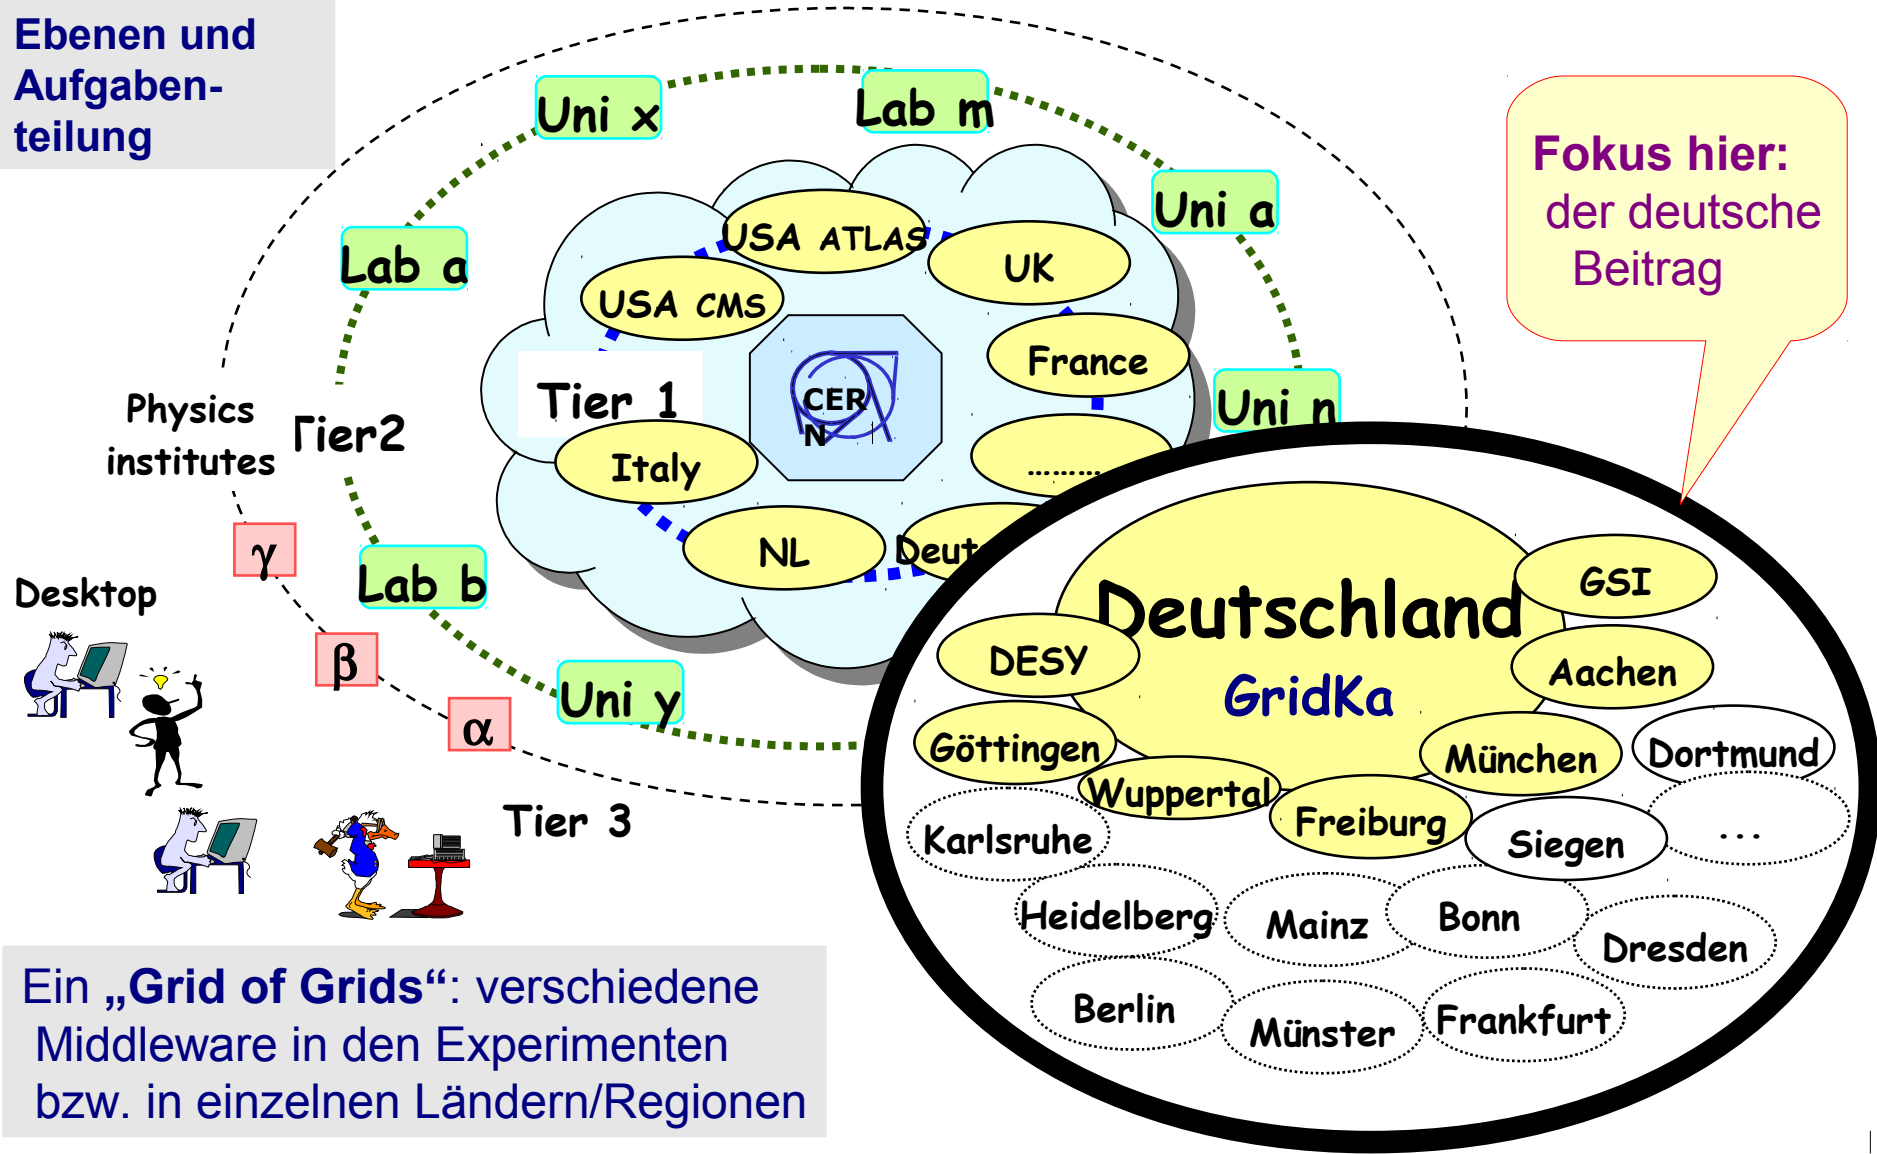 Ebenen und
Aufgaben-
teilung
Uni x
Lab m
Uni a
Lab a
USA ATLAS
UK
USA CMS
France
Tier 1
CER
N
Uni n
Physics
institutes
Tier2
Italy
.........
NL
Deuts
γ
Lab b
Desktop
β
Uni y
α
Tier 3
Fokus hier:
der deutsche
Beitrag
Deutschland
GridKa
GSI
DESY
Aachen
Göttingen
München
Dortmund
Wuppertal
Freiburg
Karlsruhe
Siegen
...
Heidelberg
Mainz
Bonn
Dresden
Berlin
Münster
Frankfurt
Ein „Grid of Grids“: verschiedene
Middleware in den Experimenten
bzw. in einzelnen Ländern/Regionen